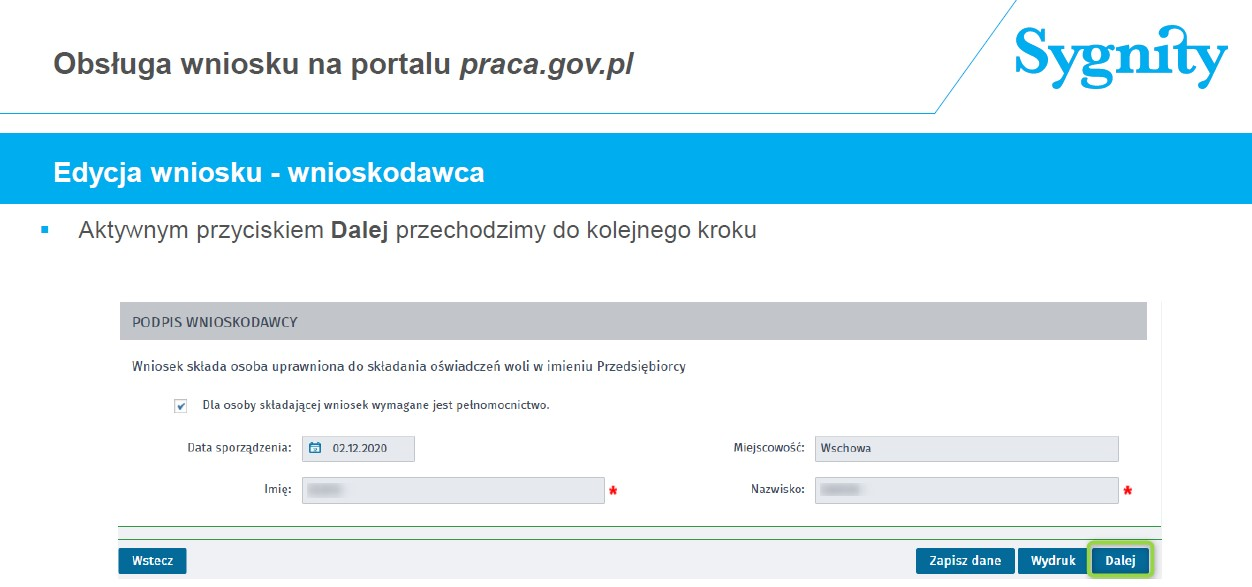 Obsługa wniosku na portalu praca.gov.pl
Sygnity
Edycja wniosku - wnioskodawca
Aktywnym przyciskiem Dalej przechodzimy do kolejnego kroku
PODPIS WNIOSKODAWCY
Wniosek składa osoba uprawniona do składania oświadczeń woli w imieniu Przedsiębiorcy
Dla osoby składającej wniosek wymagane jest pełnomocnictwo.
Data sporządzenia: 02.12.2020 Miejscowość: Wschowa
Imię: * Nazwisko: *
Wstecz Zapisz dane Wydruk Dalej